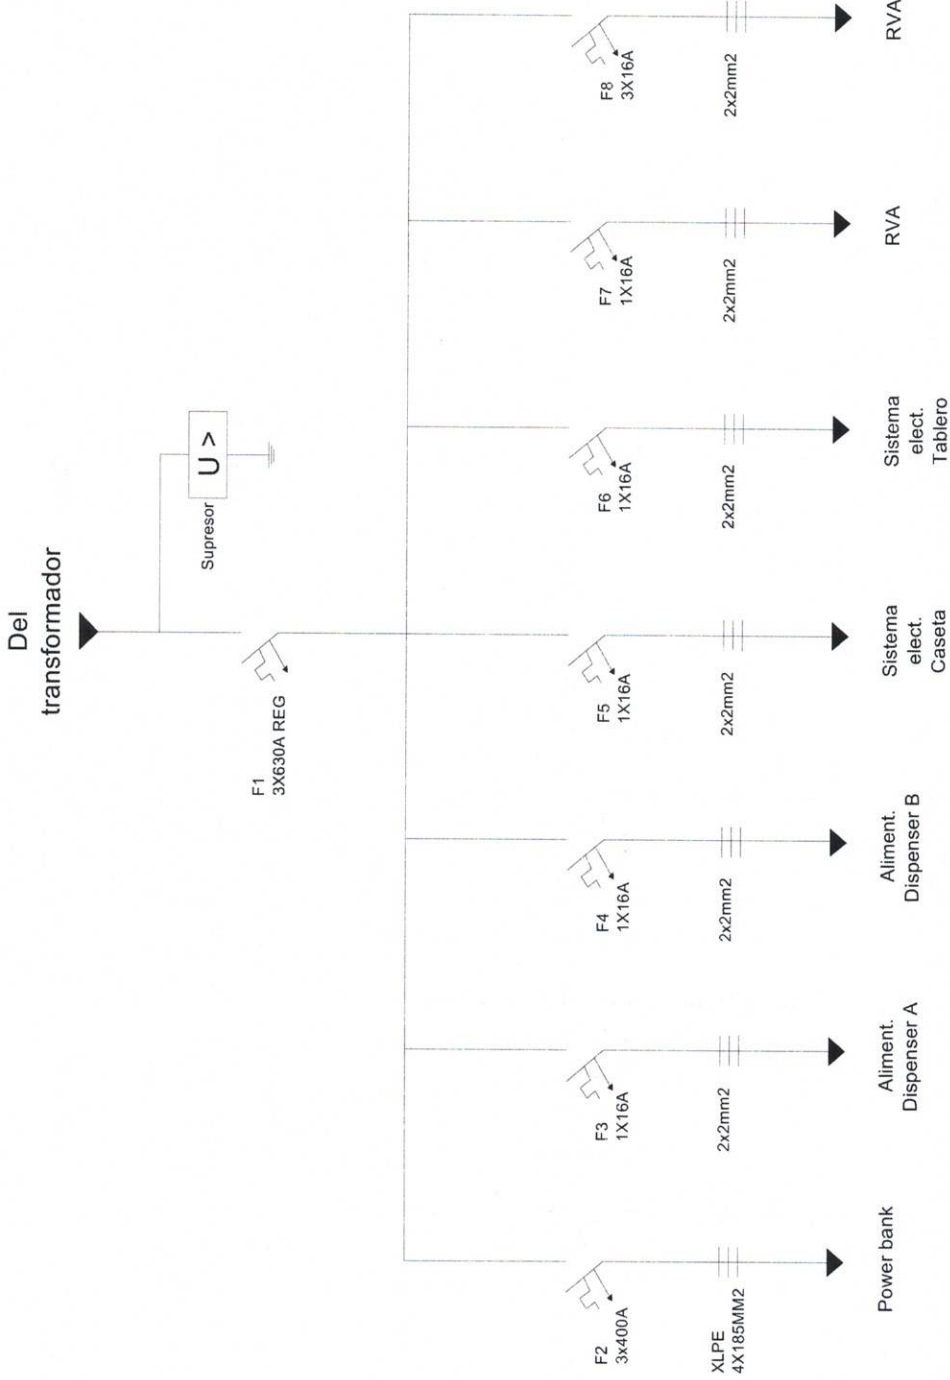 Del
transformador
U >
Supresor
F1
3X630A REG
F2
3x400A
XLPE
4X185MM2
Power bank
F3
1X16A
2x2mm2
Aliment.
Dispenser A
F4
1X16A
2x2mm2
Aliment.
Dispenser B
F5
1X16A
2x2mm2
Sistema
elect.
Caseta
F6
1X16A
2x2mm2
Sistema
elect.
Tablero
F7
1X16A
2x2mm2
RVA
F8
3X16A
2x2mm2
RVA